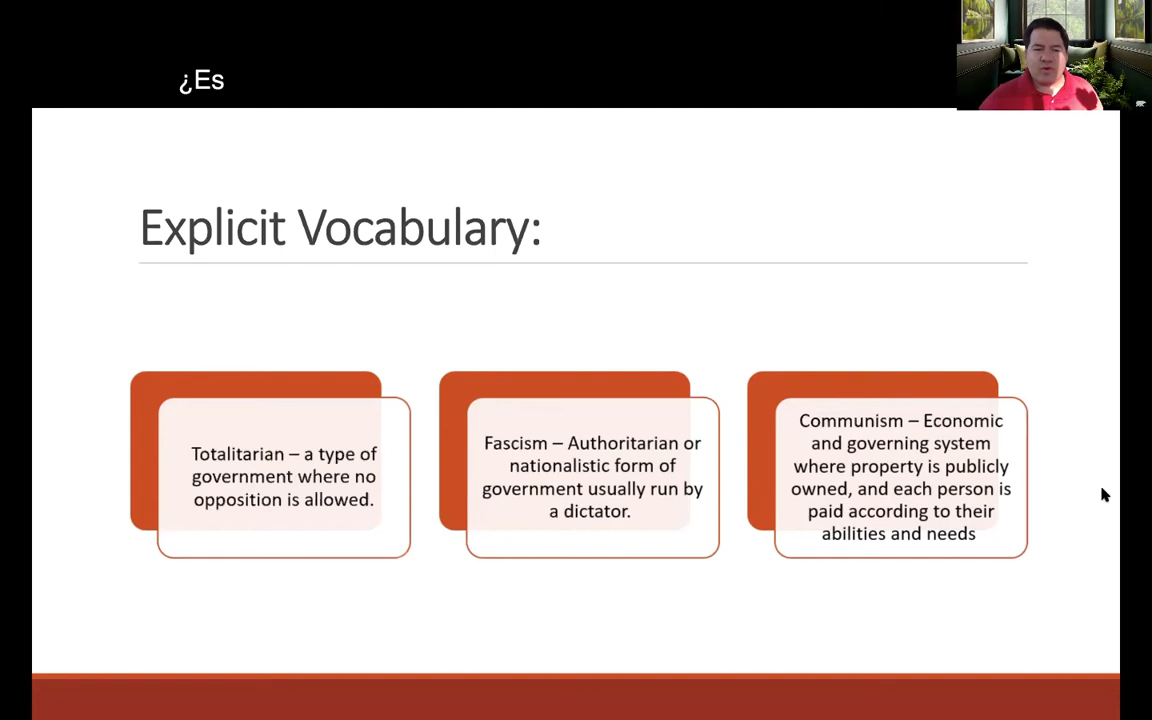 ¿Es
Explicit Vocabulary:
Totalitarian – a type of
government where no
opposition is allowed.
Fascism – Authoritarian or
nationalistic form of
government usually run by
a dictator.
Communism – Economic
and governing system
where property is publicly
owned, and each person is
paid according to their
abilities and needs